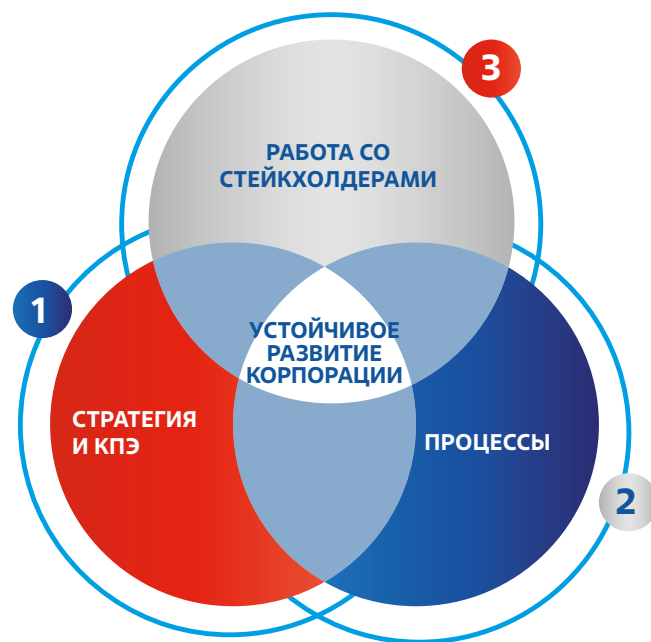 3
РАБОТА СО
СТЕЙКХОЛДЕРАМИ
1
УСТОЙЧИВОЕ
РАЗВИТИЕ
КОРПОРАЦИИ
СТРАТЕГИЯ
И КПЭ
ПРОЦЕССЫ
2